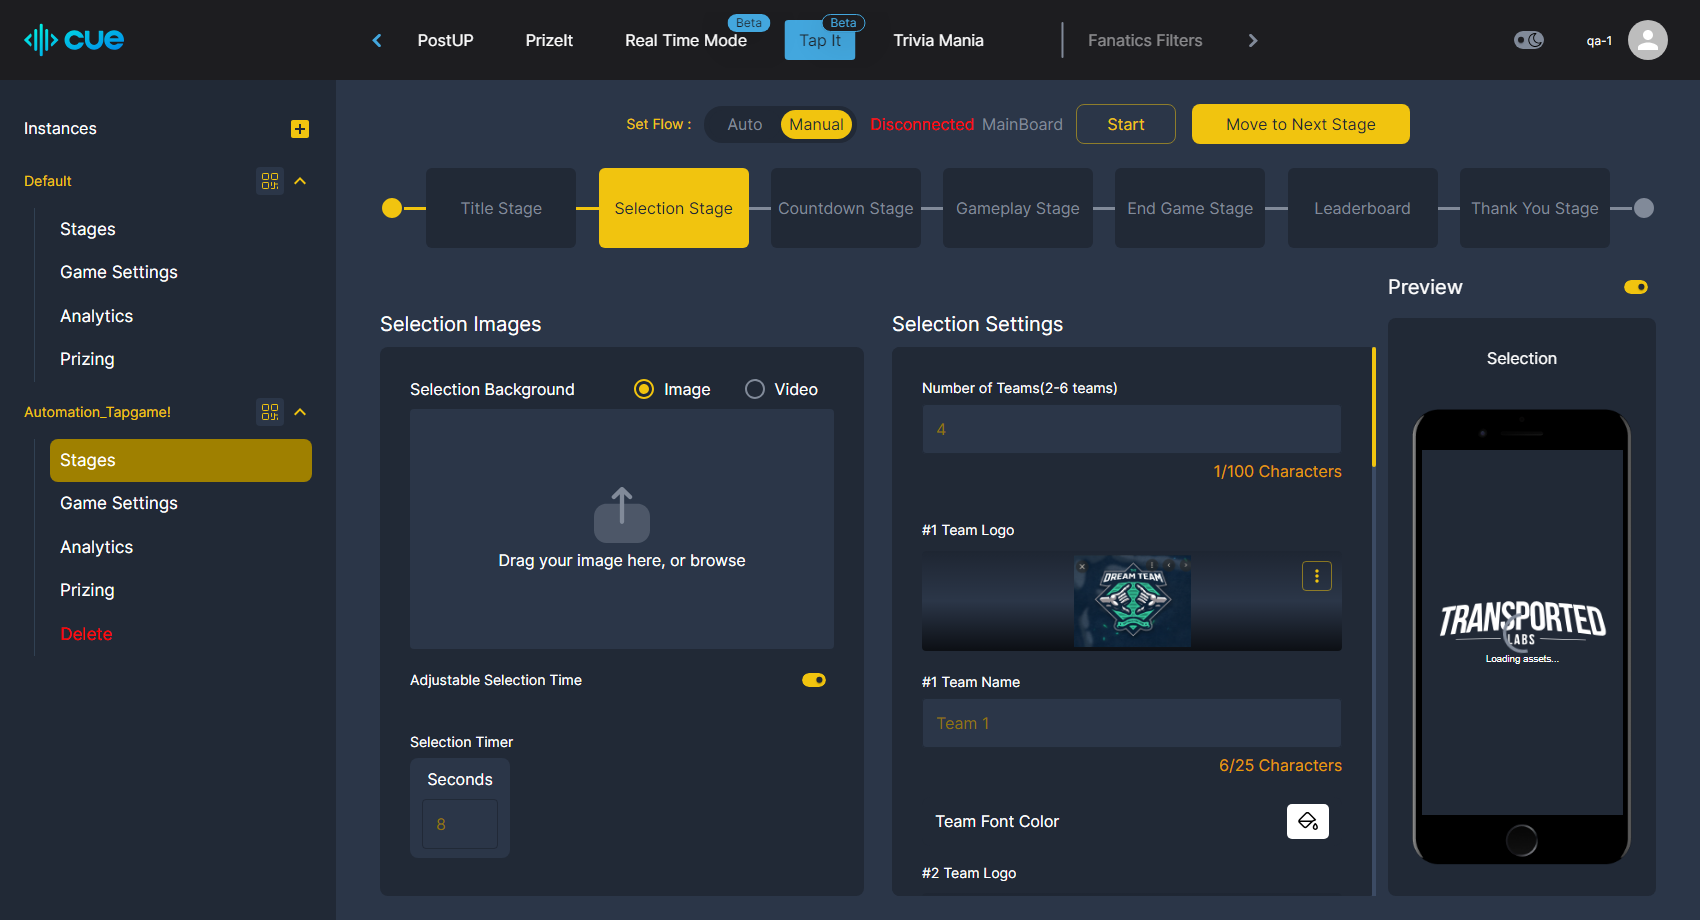 cue
PostUP
PrizeIt
Real Time Mode
Beta
Tap It
Beta
Trivia Mania
Fanatics Filters
qa-1
Instances
Default
Stages
Game Settings
Analytics
Prizing
Automation_Tapgame!
Stages
Game Settings
Analytics
Prizing
Delete
Set Flow :
Auto
Manual
Disconnected MainBoard
Start
Move to Next Stage
Title Stage
Selection Stage
Countdown Stage
Gameplay Stage
End Game Stage
Leaderboard
Thank You Stage
Selection Images
Selection Background
Image
Video
Drag your image here, or browse
Adjustable Selection Time
Selection Timer
Seconds
8
Selection Settings
Number of Teams(2-6 teams)
4
1/100 Characters
#1 Team Logo
DREAM TEAM
#1 Team Name
Team 1
6/25 Characters
Team Font Color
#2 Team Logo
Preview
Selection
TRANSPORTED
LABS
Loading assets...